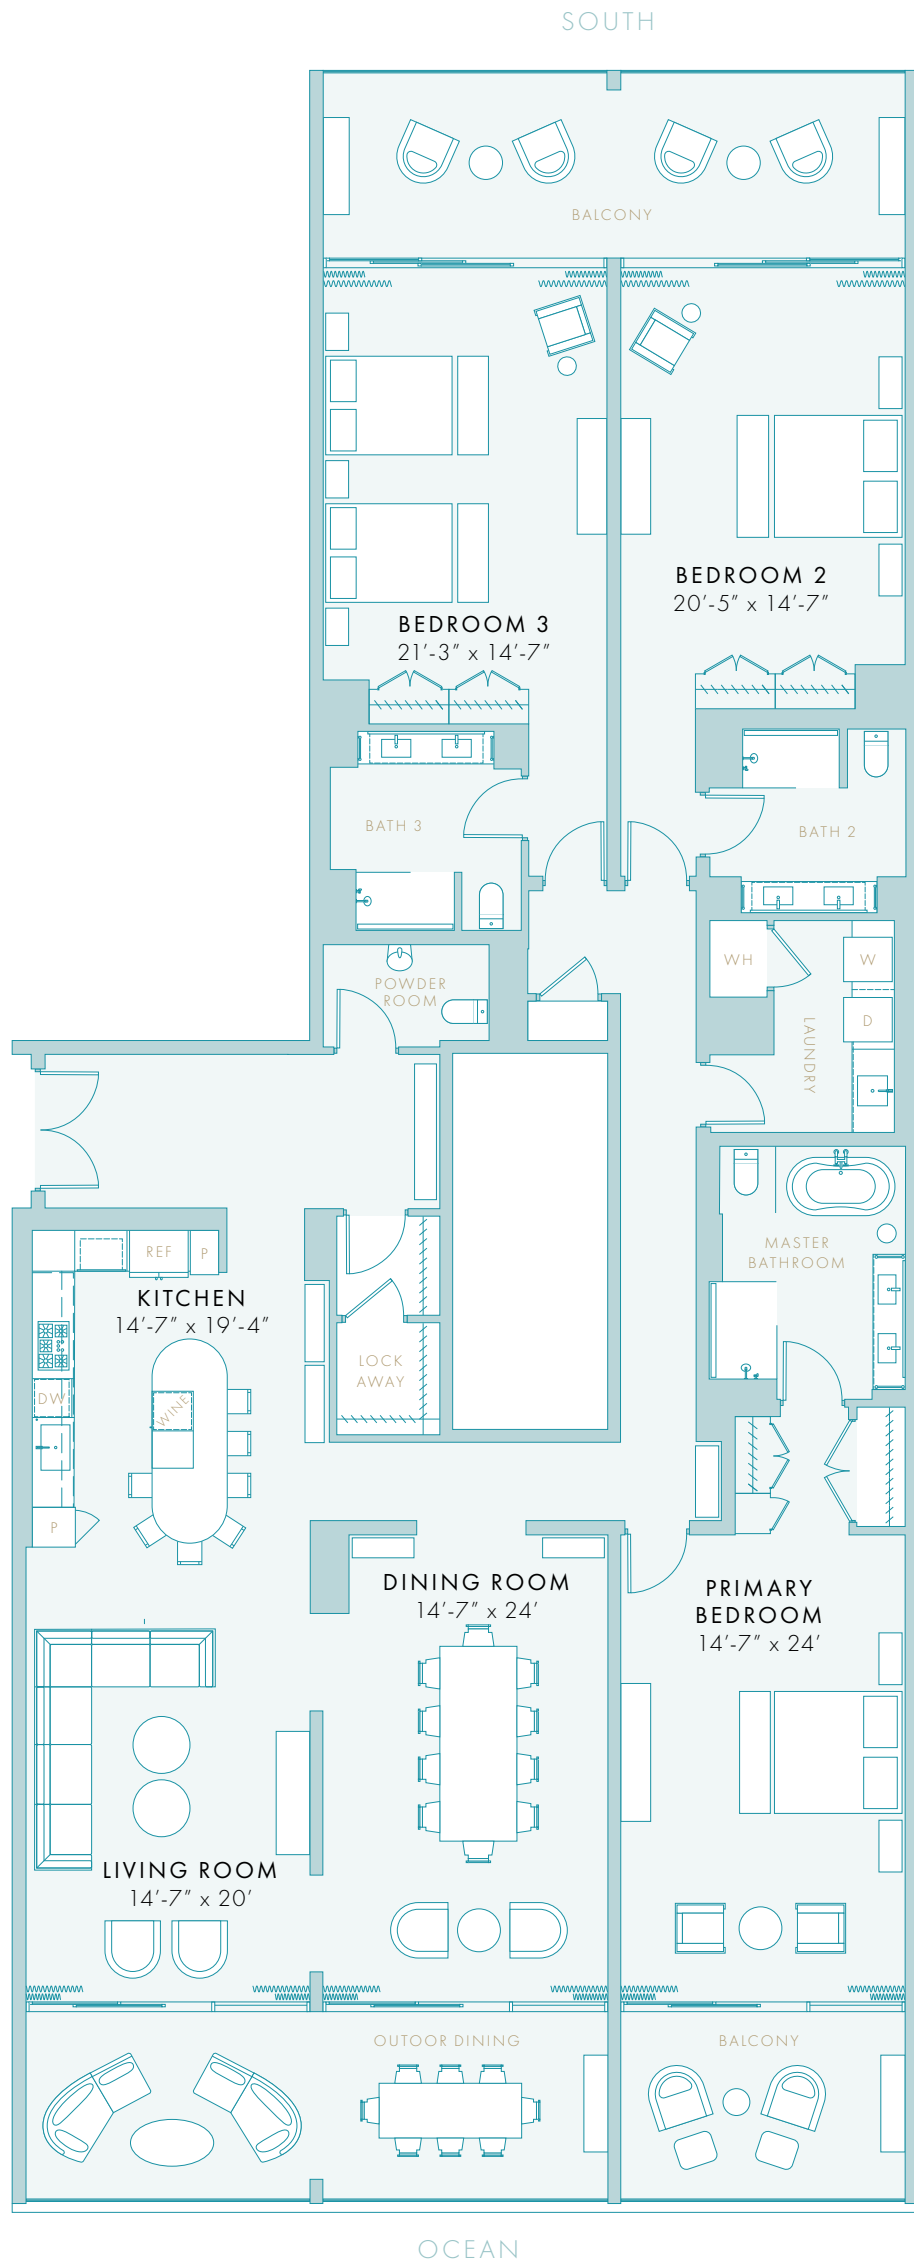 SOUTH
BALCONY
BEDROOM 2
20'-5" x 14'-7"
BEDROOM 3
21'-3" x 14'-7"
BATH 3
BATH 2
POWDER
ROOM
WH
W
D
LAUNDRY
MASTER
BATHROOM
REF
P
KITCHEN
14'-7" x 19'-4"
LOCK
AWAY
DW
WINE
P
DINING ROOM
14'-7" x 24'
PRIMARY
BEDROOM
14'-7" x 24'
LIVING ROOM
14'-7" x 20'
OUTOOR DINING
BALCONY
OCEAN